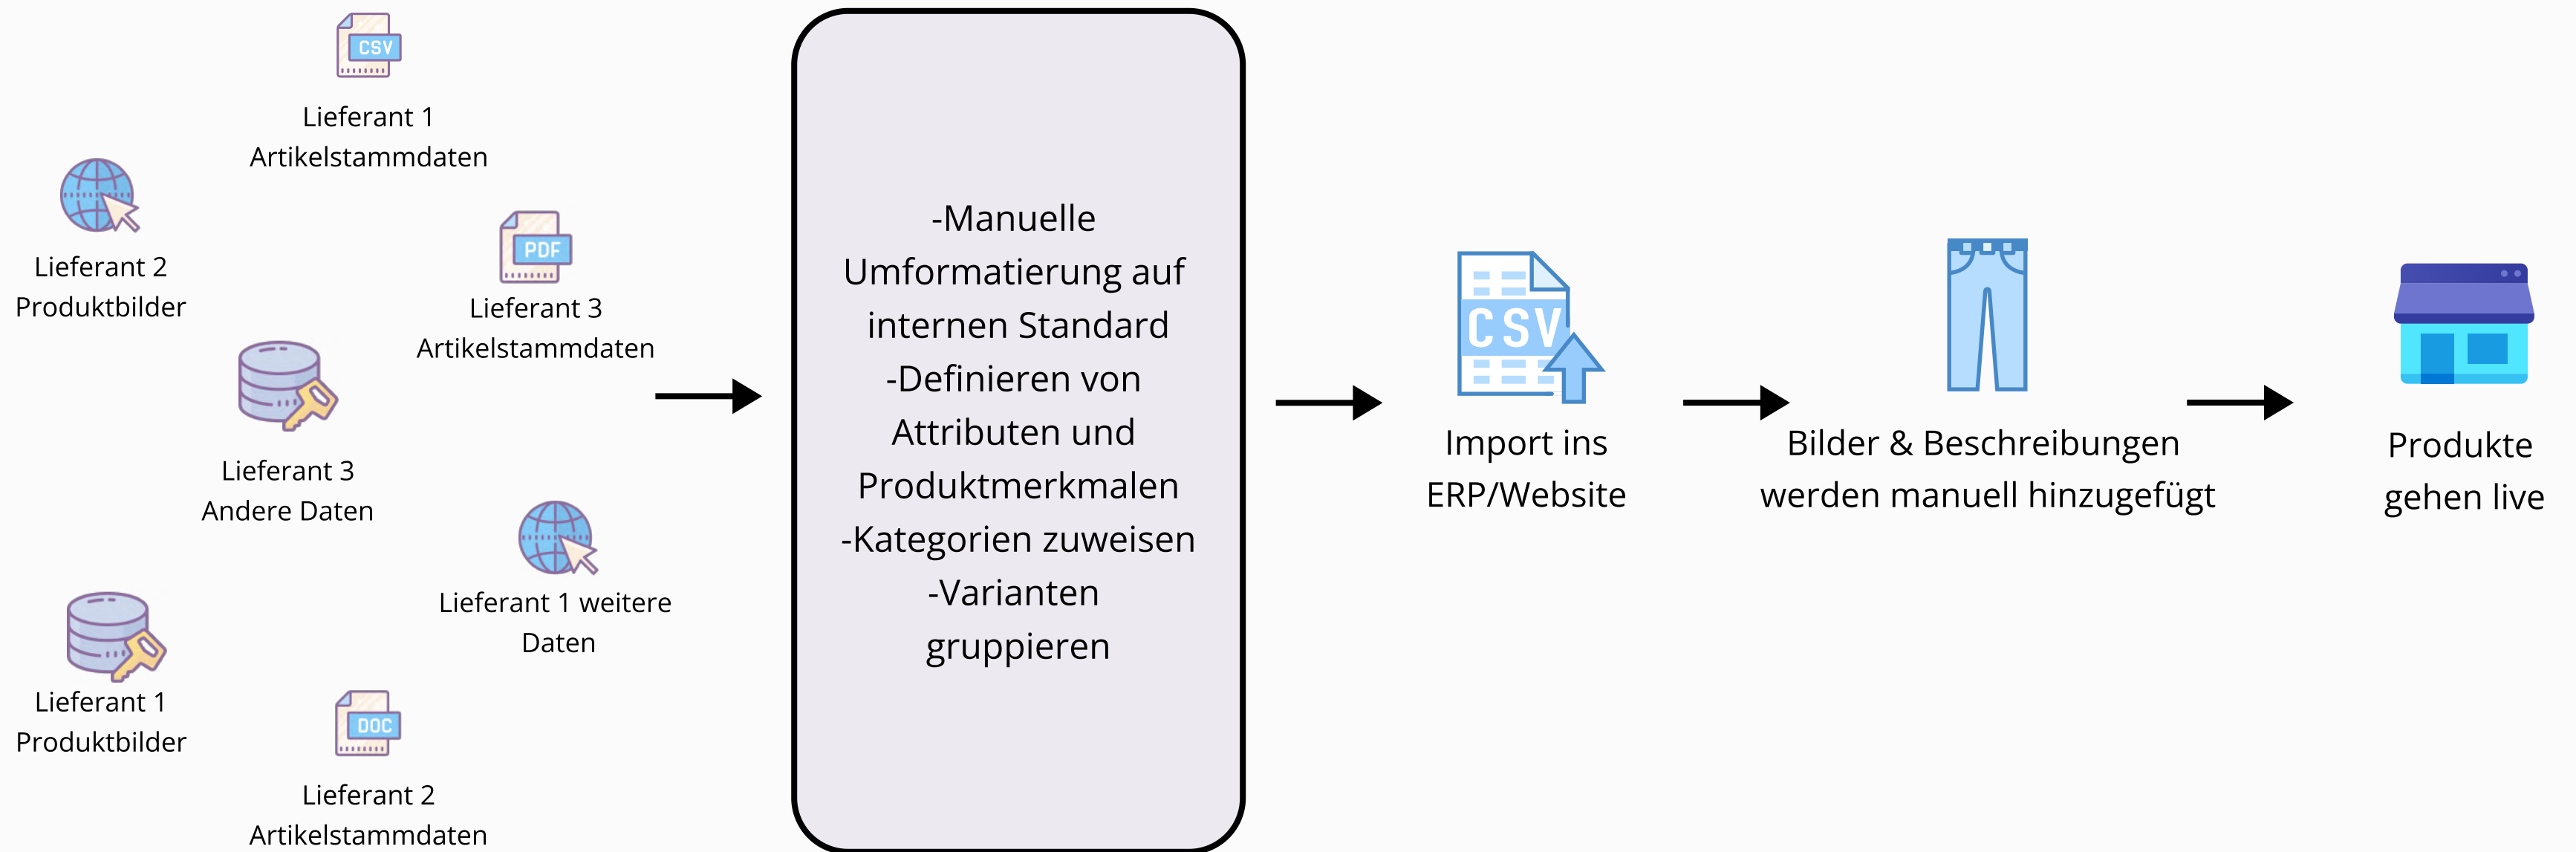 CSV
Lieferant 1
Artikelstammdaten
Lieferant 2
Produktbilder
PDF
Lieferant 3
Artikelstammdaten
Lieferant 3
Andere Daten
Lieferant 1 weitere
Daten
Lieferant 1
Produktbilder
DOC
Lieferant 2
Artikelstammdaten
-Manuelle
Umformatierung auf
internen Standard
-Definieren von
Attributen und
Produktmerkmalen
-Kategorien zuweisen
-Varianten
gruppieren
CSV
Import ins
ERP/Website
Bilder & Beschreibungen
werden manuell hinzugefügt
Produkte
gehen live